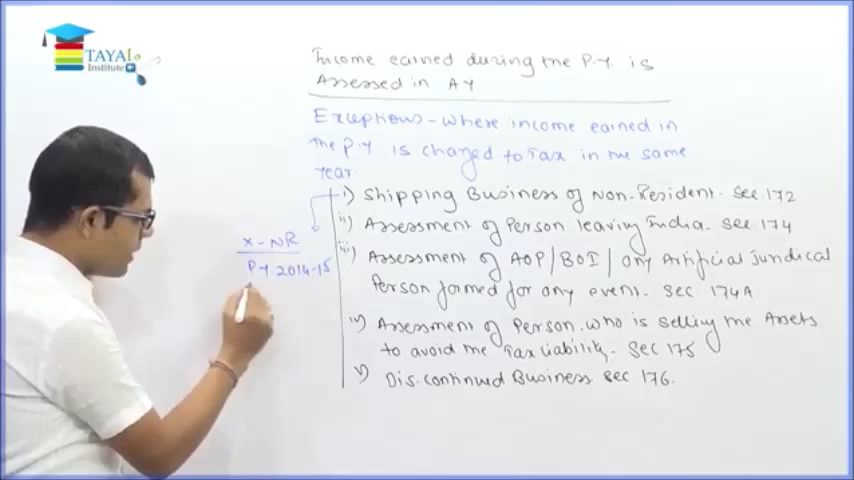 TAYAL
Institute
Income earned during the P.Y is
Assessed in AY
Exceptions - where income earned in
the P.Y is charged to Tax in the same
year.
i) Shipping Business of Non-Resident. Sec 172
ii) Assessment of Person leaving India. Sec 174
iii) Assessment of AOP/BOI/ any Artificial Juridical
Person formed for any event. Sec. 174A
iv) Assessment of Person who is selling the Assets
to avoid the Tax liability - Sec 175
v) Dis.continued Business Sec 176.
X-NR
P.Y 2014-15